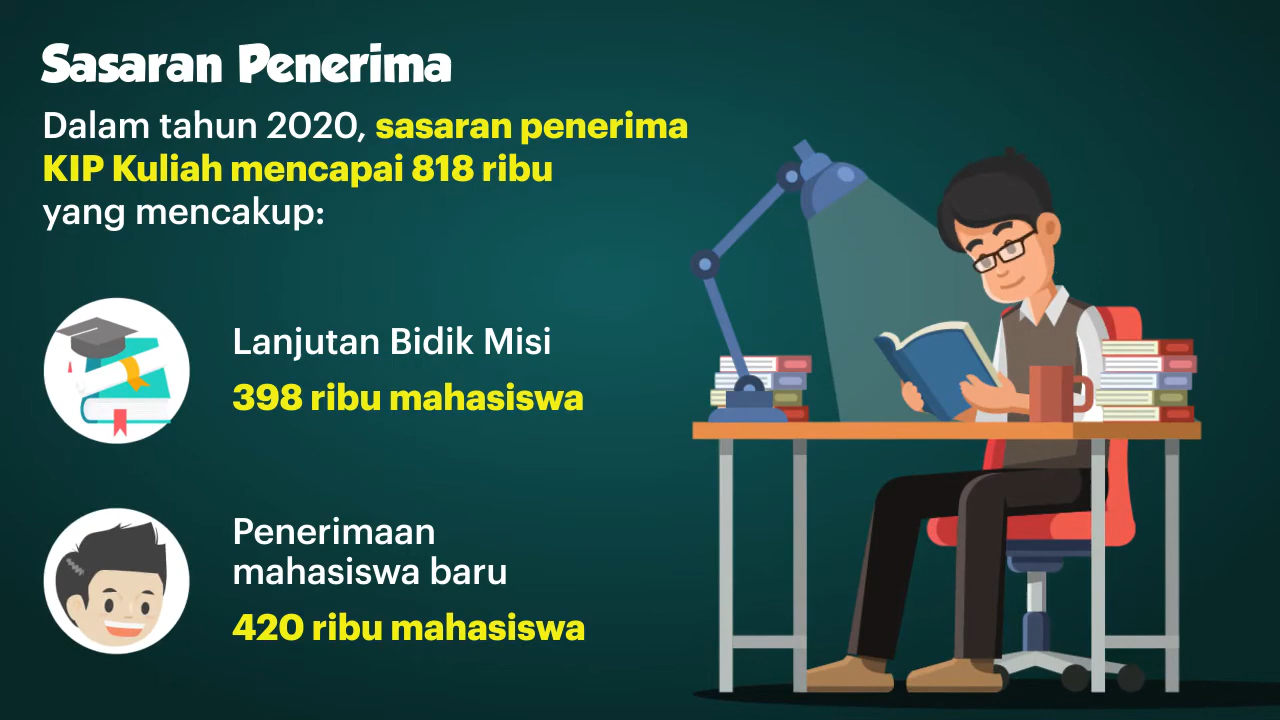 Sasaran Penerima
Dalam tahun 2020, sasaran penerima
KIP Kuliah mencapai 818 ribu
yang mencakup:
Lanjutan Bidik Misi
398 ribu mahasiswa
Penerimaan
mahasiswa baru
420 ribu mahasiswa